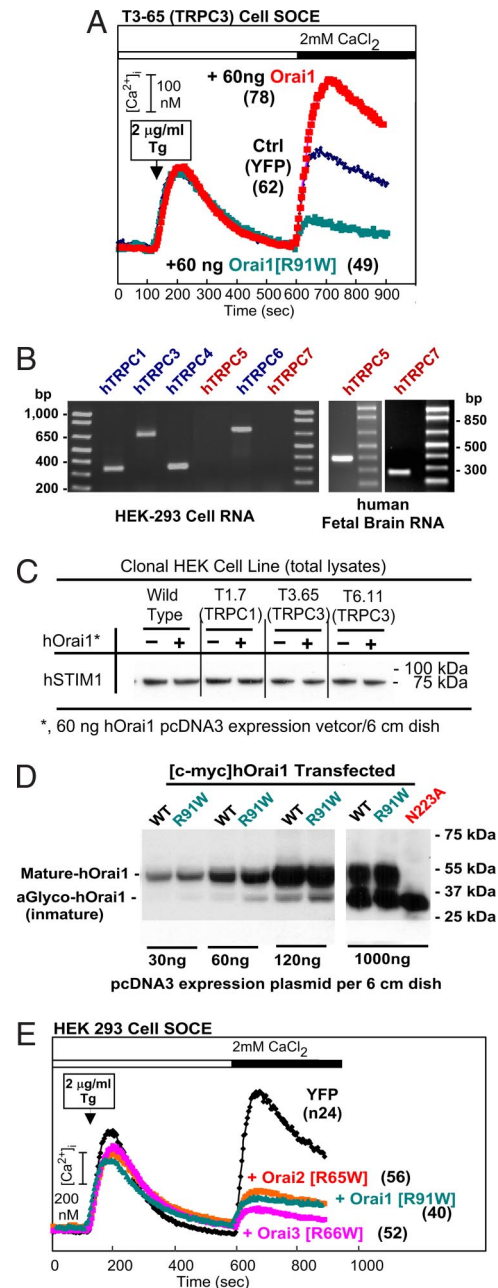 A
T3-65 (TRPC3) Cell SOCE
2mM CaCl2
[Ca2+]i
100
nM
+ 60ng Orai1
(78)
2 μg/ml
Tg
Ctrl
(YFP)
(62)
+60 ng Orai1[R91W] (49)
0 100 200 300 400 500 600 700 800 900
Time (sec)
B
hTRPC1 hTRPC3 hTRPC4 hTRPC5 hTRPC6 hTRPC7 hTRPC5 hTRPC7
bp
1,000 -
650 -
400 -
200 -
bp
- 850
- 500
- 300
HEK-293 Cell RNA
human
Fetal Brain RNA
C
Clonal HEK Cell Line (total lysates)
Wild Type
T1.7 (TRPC1)
T3.65 (TRPC3)
T6.11 (TRPC3)
hOrai1* − + − + − + − +
hSTIM1
- 100 kDa
- 75 kDa
*, 60 ng hOrai1 pcDNA3 expression vetcor/6 cm dish
D
[c-myc]hOrai1 Transfected
WT R91W WT R91W WT R91W WT R91W N223A
- 75 kDa
Mature-hOrai1 -
- 55 kDa
- 37 kDa
aGlyco-hOrai1 -
(inmature)
- 25 kDa
30ng 60ng 120ng 1000ng
pcDNA3 expression plasmid per 6 cm dish
E
HEK 293 Cell SOCE
2mM CaCl2
2 μg/ml
Tg
YFP
(n24)
[Ca2+]i
200
nM
+ Orai2 [R65W] (56)
+ Orai1 [R91W]
(40)
+ Orai3 [R66W] (52)
0 200 400 600 800 1000
Time (sec)